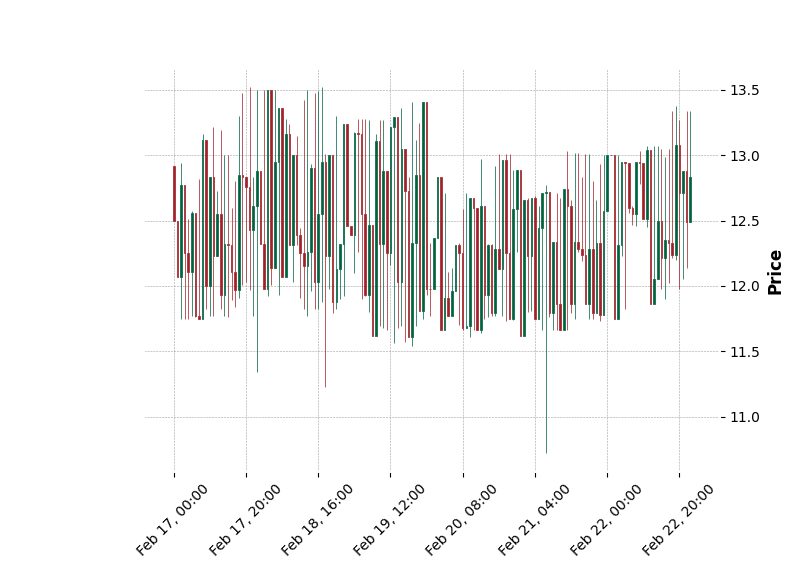 13.5
13.0
12.5
12.0
11.5
11.0
Price
Feb 17, 00:00
Feb 17, 20:00
Feb 18, 16:00
Feb 19, 12:00
Feb 20, 08:00
Feb 21, 04:00
Feb 22, 00:00
Feb 22, 20:00